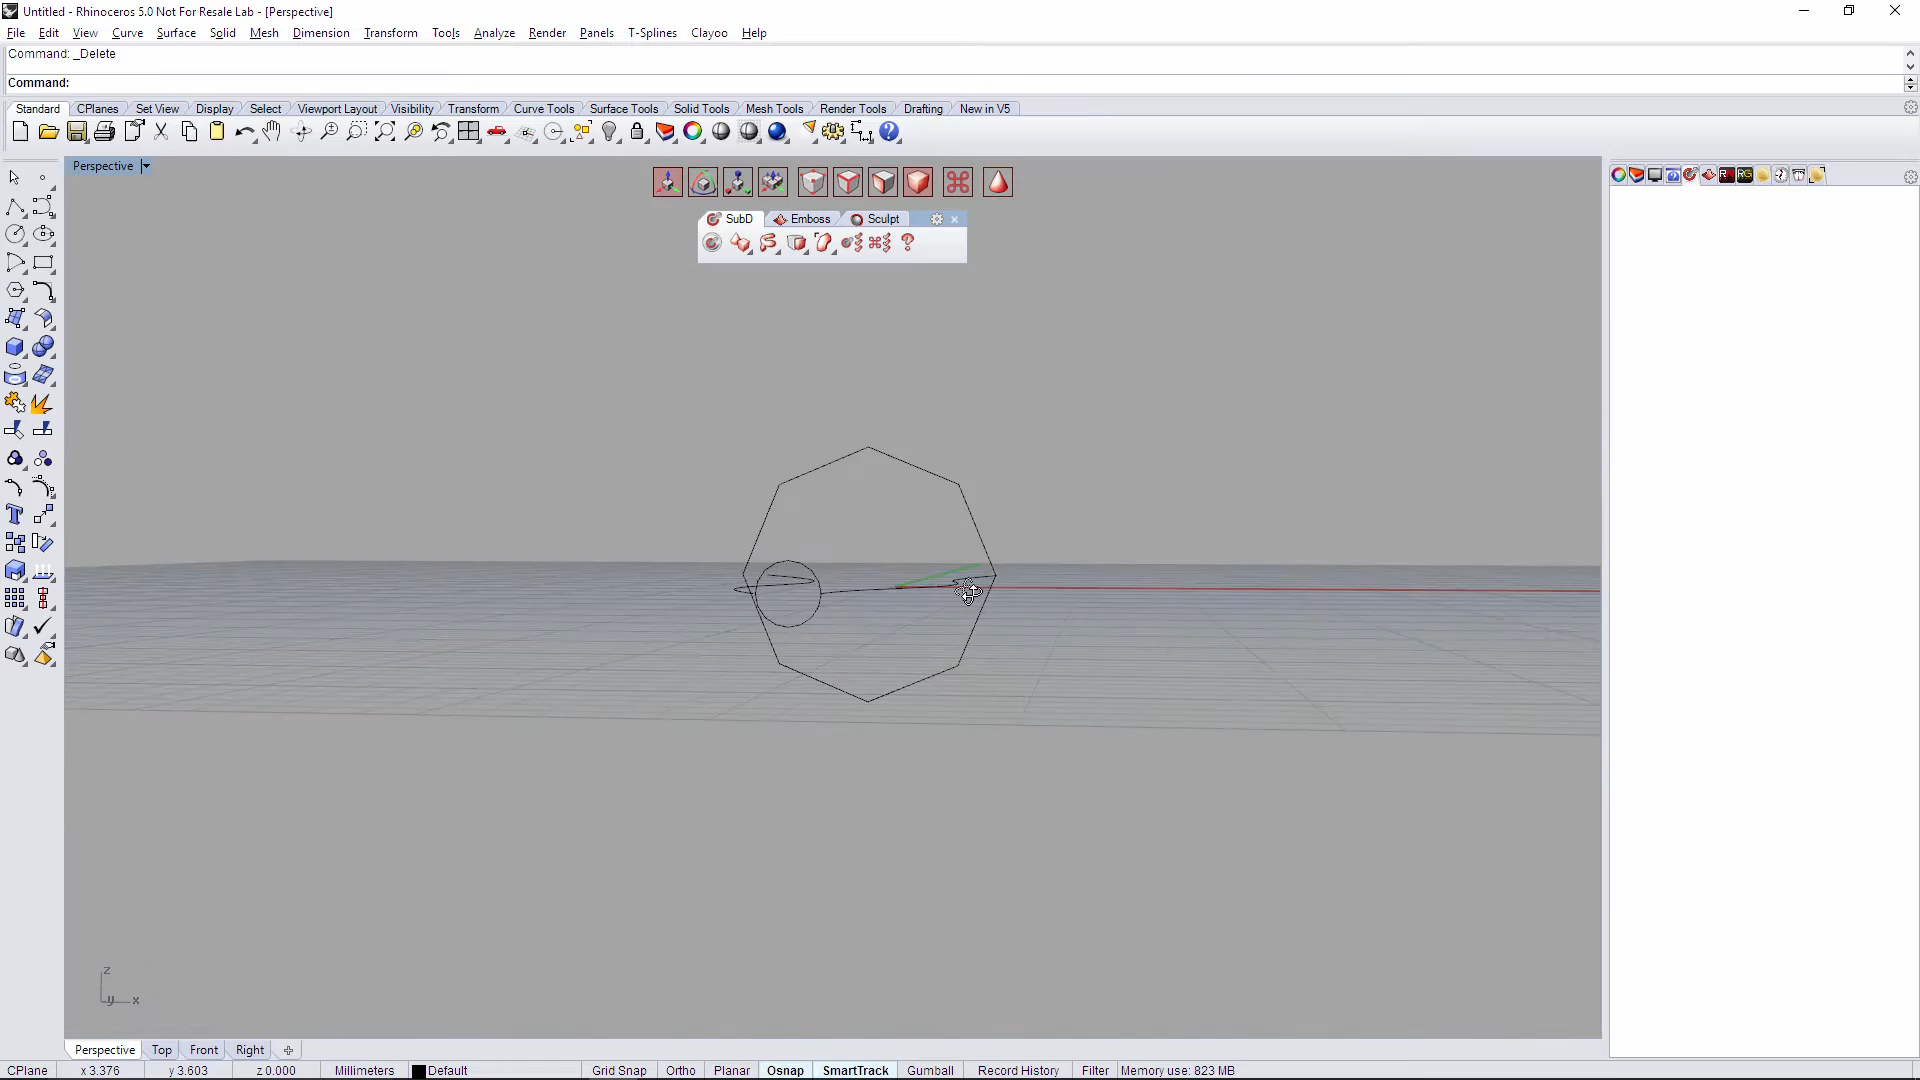 Untitled - Rhinoceros 5.0 Not For Resale Lab - [Perspective]
File Edit View Curve Surface Solid Mesh Dimension Transform Tools Analyze Render Panels T-Splines Clayoo Help
Command: _Delete
Command:
Standard CPlanes Set View Display Select Viewport Layout Visibility Transform Curve Tools Surface Tools Solid Tools Mesh Tools Render Tools Drafting New in V5
Perspective
SubD Emboss Sculpt
z
y x
Perspective Top Front Right
CPlane x 3.376 y 3.603 z 0.000 Millimeters Default Grid Snap Ortho Planar Osnap SmartTrack Gumball Record History Filter Memory use: 823 MB